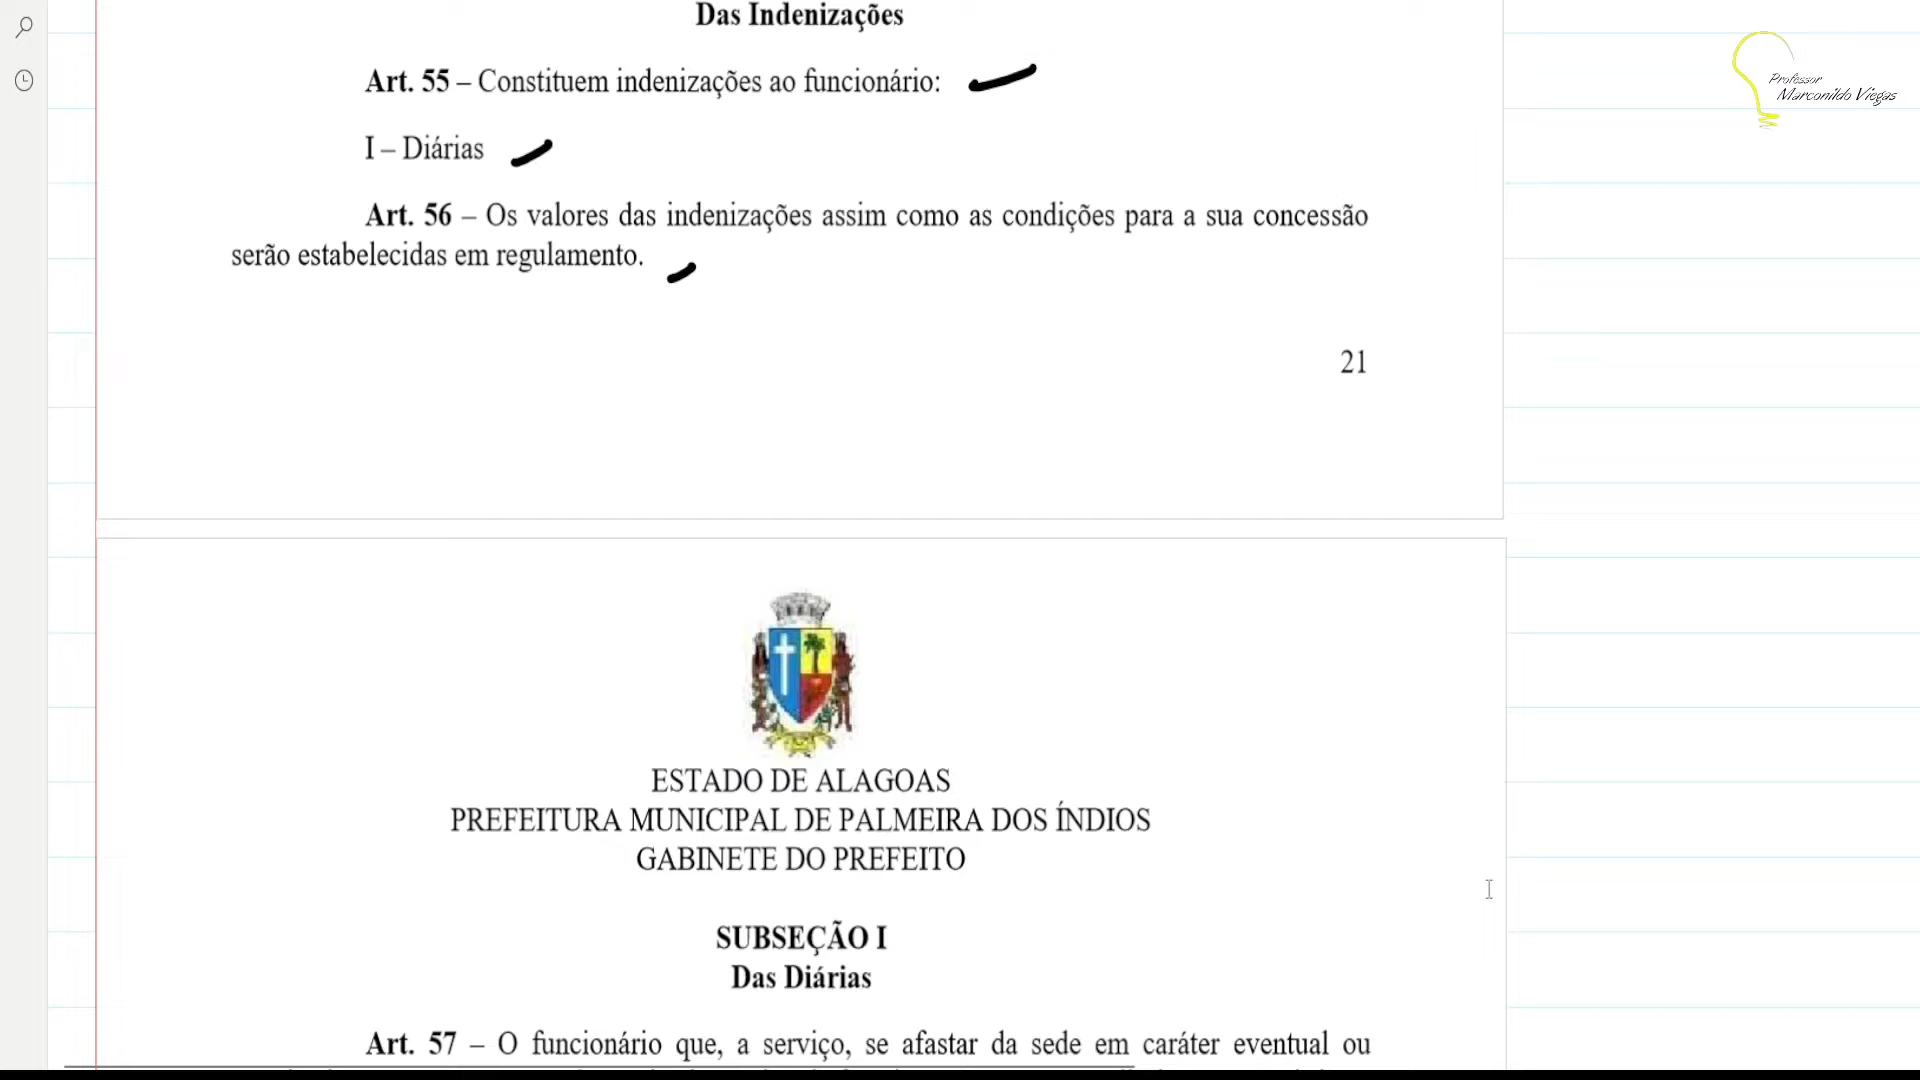 Das Indenizações
Professor
Marconildo Viegas
Art. 55 – Constituem indenizações ao funcionário:
I – Diárias
Art. 56 – Os valores das indenizações assim como as condições para a sua concessão
serão estabelecidas em regulamento.
21
ESTADO DE ALAGOAS
PREFEITURA MUNICIPAL DE PALMEIRA DOS ÍNDIOS
GABINETE DO PREFEITO
SUBSEÇÃO I
Das Diárias
Art. 57 – O funcionário que, a serviço, se afastar da sede em caráter eventual ou